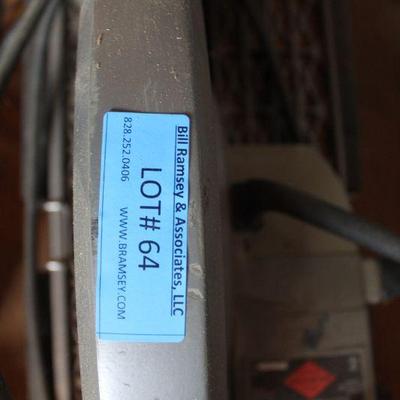 Bill Ramsey & Associates, LLC
LOT# 64
828.252.0406
WWW.BRAMSEY.COM